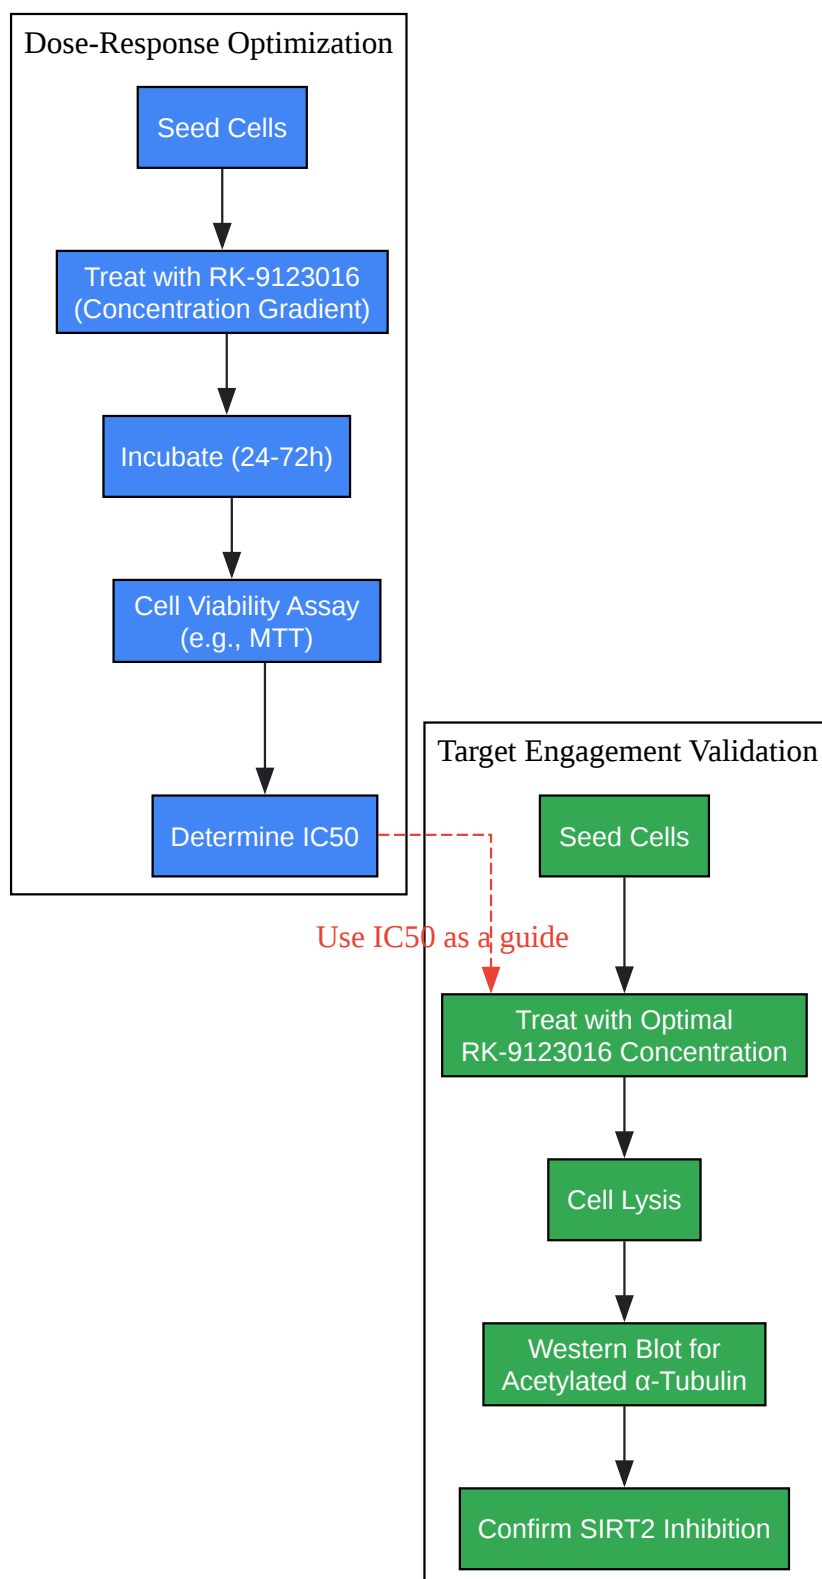 Dose-Response Optimization
Seed Cells
Treat with RK-9123016
(Concentration Gradient)
Incubate (24-72h)
Cell Viability Assay
(e.g., MTT)
Determine IC50
Use IC50 as a guide
Target Engagement Validation
Seed Cells
Treat with Optimal
RK-9123016 Concentration
Cell Lysis
Western Blot for
Acetylated α-Tubulin
Confirm SIRT2 Inhibition